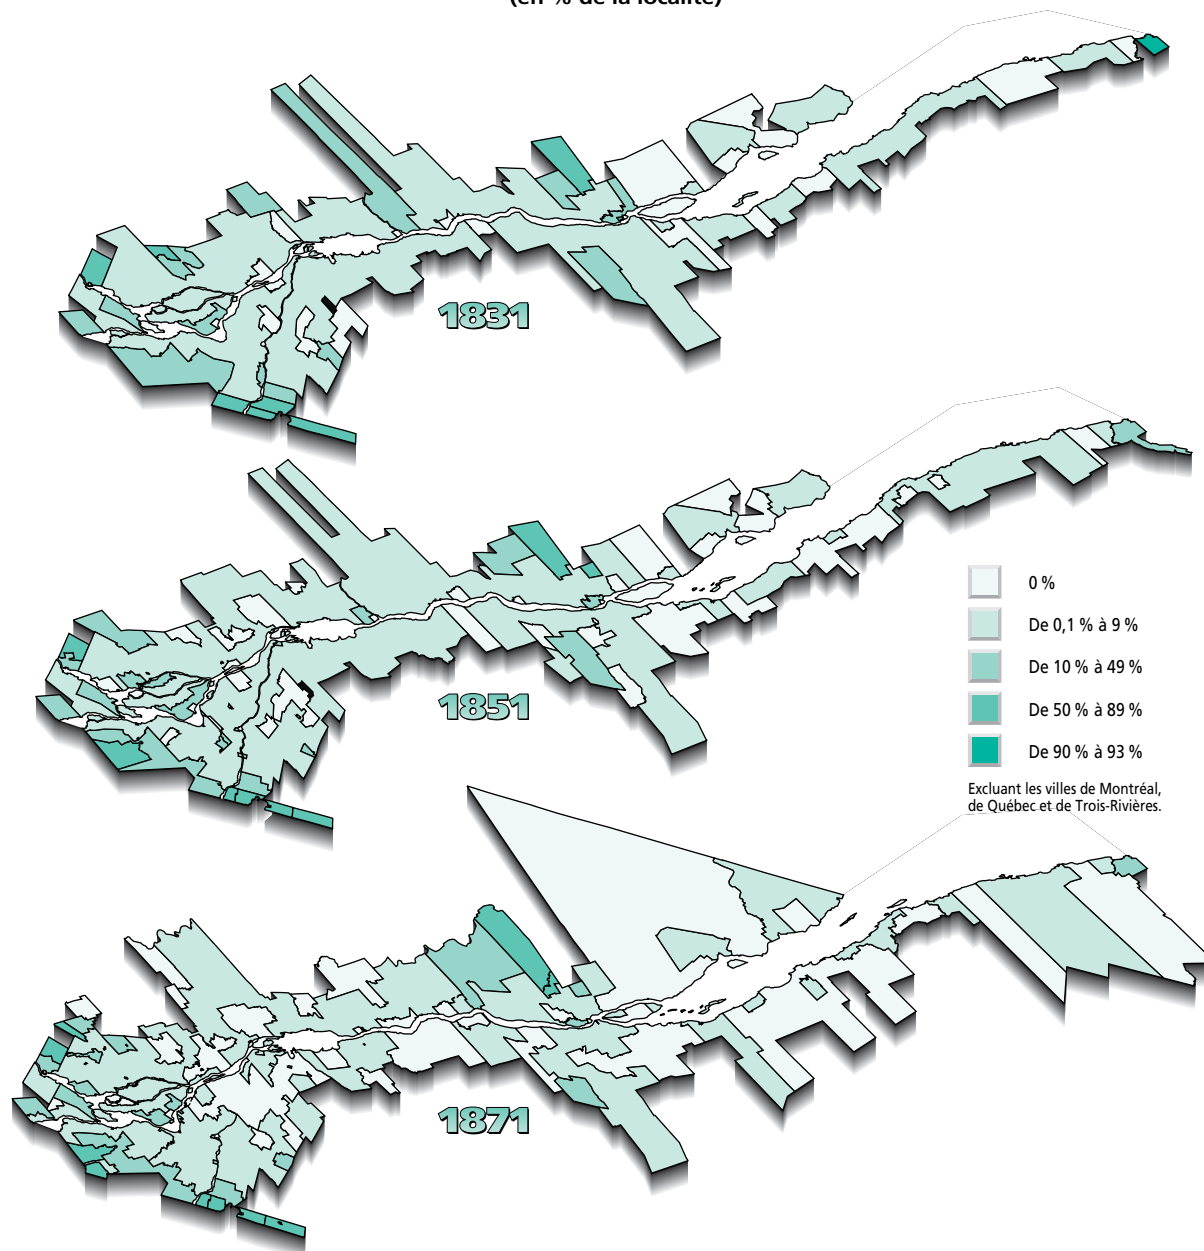 (en % de la localité)
1831
1851
0 %
De 0,1 % à 9 %
De 10 % à 49 %
De 50 % à 89 %
De 90 % à 93 %
Excluant les villes de Montréal,
de Québec et de Trois-Rivières.
1871